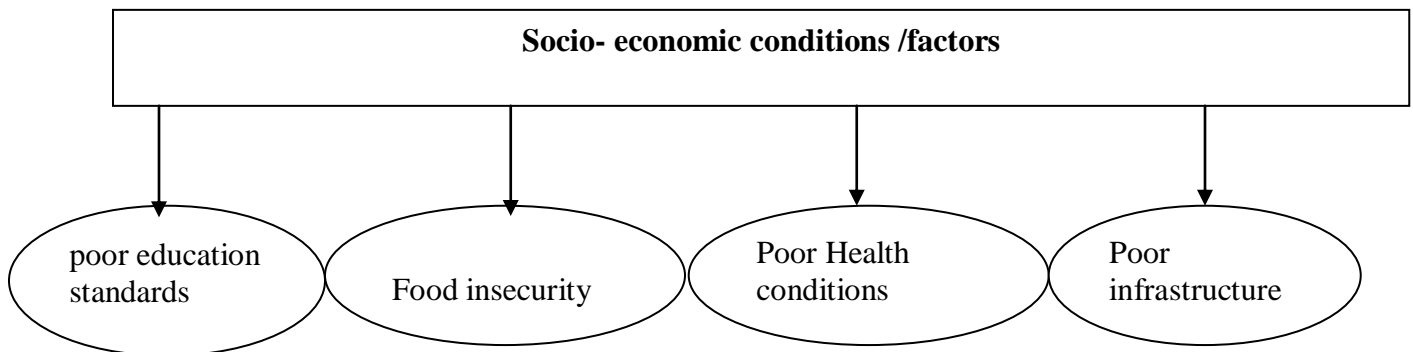 Socio- economic conditions /factors
poor education
standards
Food insecurity
Poor Health
conditions
Poor
infrastructure